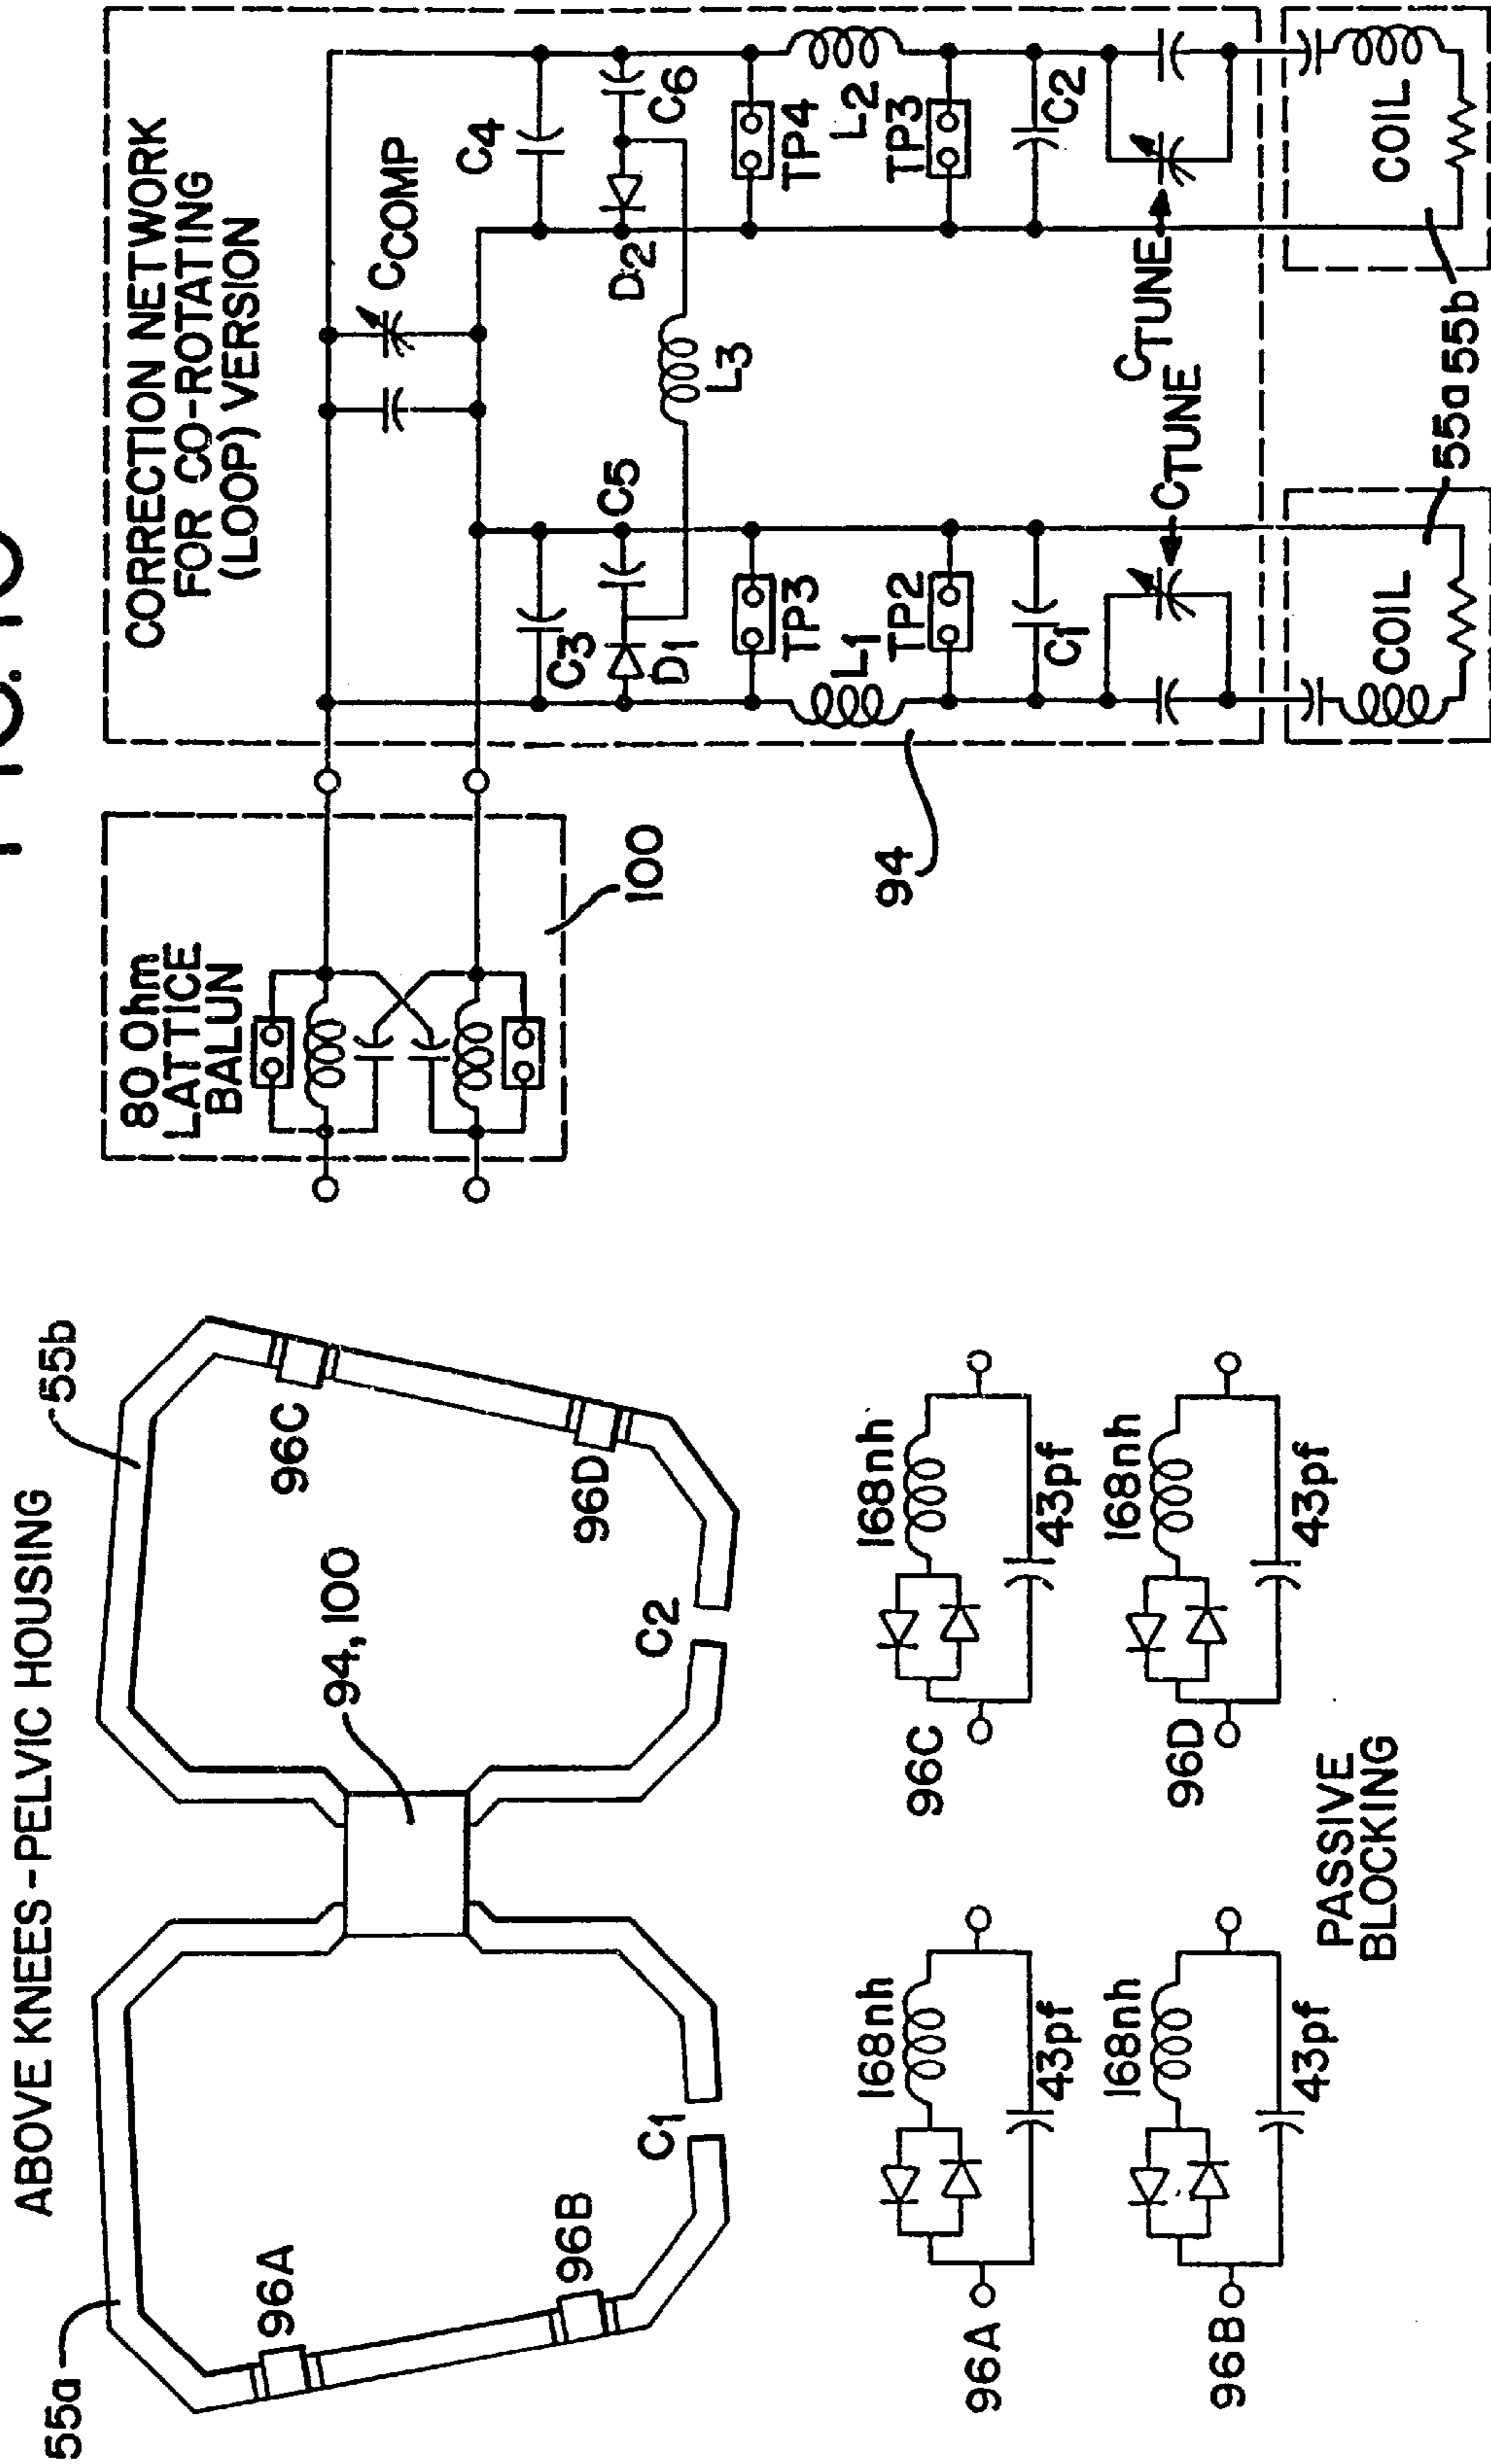 ABOVE KNEES-PELVIC HOUSING
55a
55b
96A
96B
96C
96D
94, 100
C1
C2
96A
168nh
43pf
96B
168nh
43pf
96C
168nh
43pf
96D
168nh
43pf
PASSIVE
BLOCKING
80 Ohm
LATTICE
BALUN
100
CORRECTION NETWORK
FOR CO-ROTATING
(LOOP) VERSION
CCOMP
C3
C4
C5
C6
D1
D2
L3
TP3
TP4
L1
L2
TP2
TP3
C1
C2
CTUNE
CTUNE
94
COIL
COIL
55a
55b